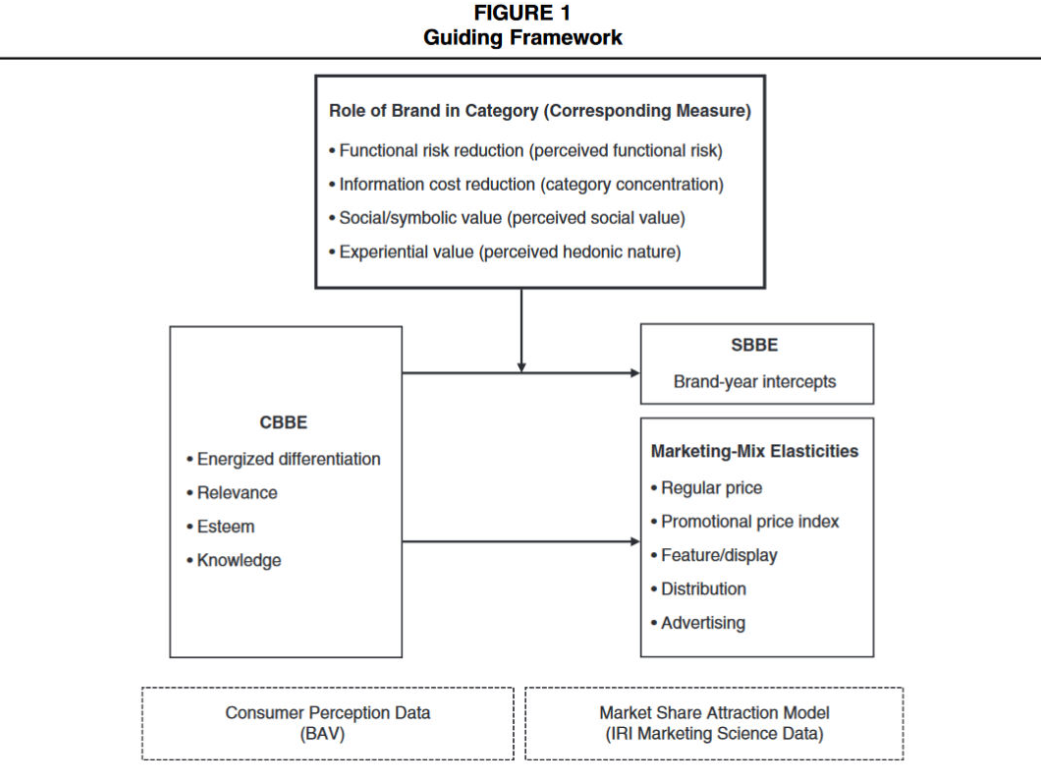 FIGURE 1
Guiding Framework
Role of Brand in Category (Corresponding Measure)
• Functional risk reduction (perceived functional risk)
• Information cost reduction (category concentration)
• Social/symbolic value (perceived social value)
• Experiential value (perceived hedonic nature)
CBBE
• Energized differentiation
• Relevance
• Esteem
• Knowledge
SBBE
Brand-year intercepts
Marketing-Mix Elasticities
• Regular price
• Promotional price index
• Feature/display
• Distribution
• Advertising
Consumer Perception Data
(BAV)
Market Share Attraction Model
(IRI Marketing Science Data)